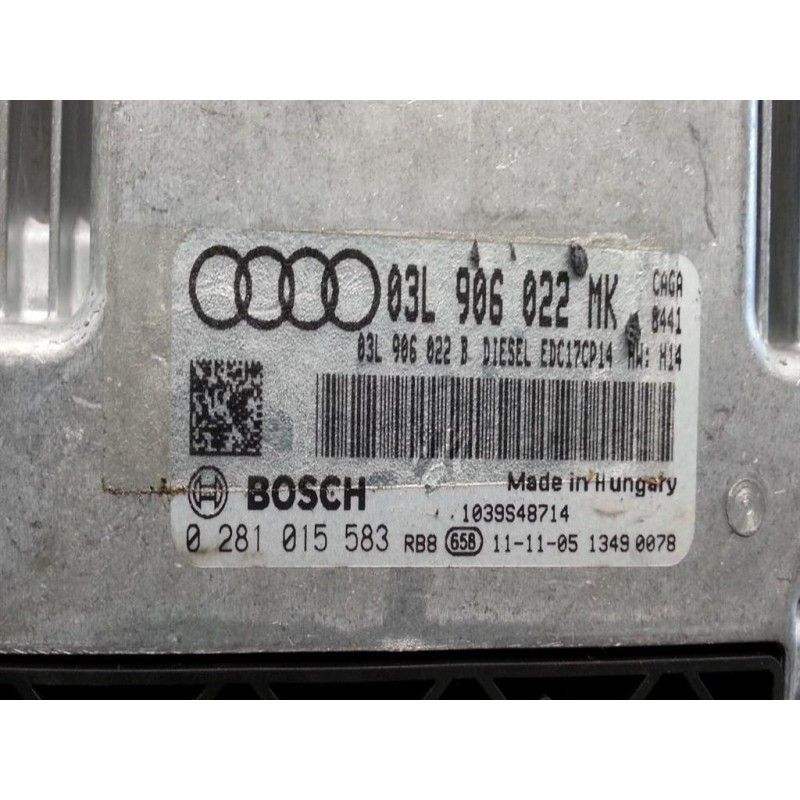 03L 906 022 MK CAGA
8441
03L 906 022 B DIESEL EDC17CP14 HW: H14
BOSCH Made in Hungary
1039S48714
0 281 015 583 RB8 658 11-11-05 1349 0078